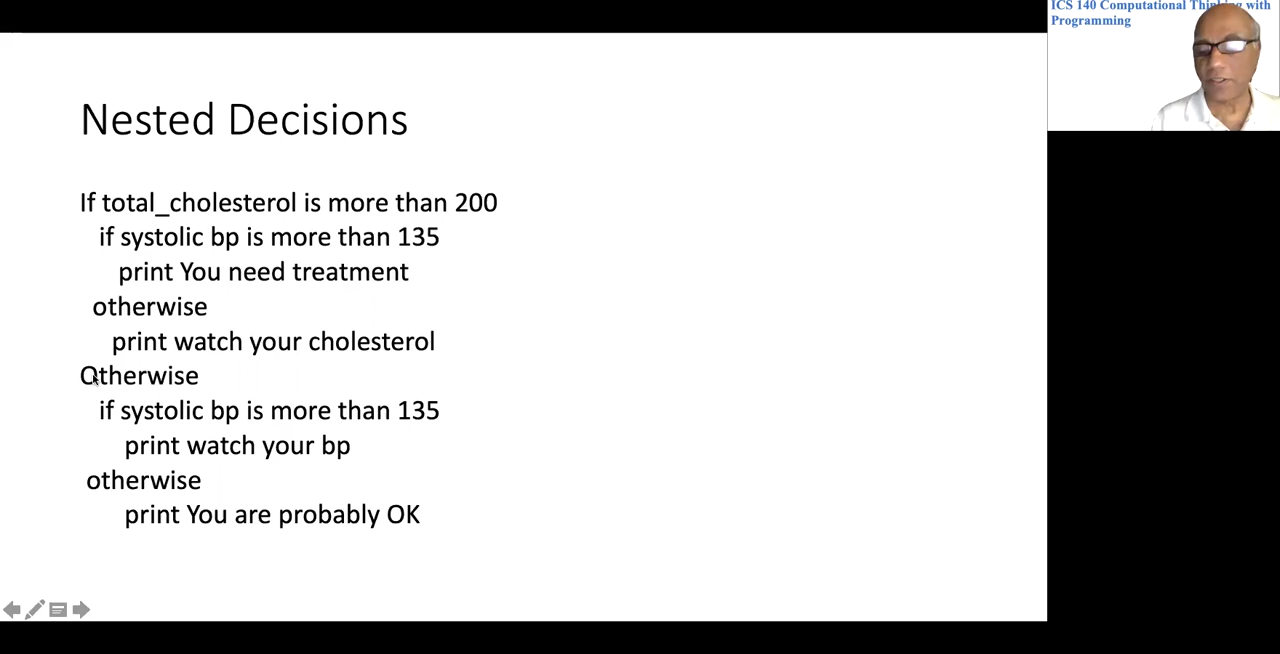 ICS 140 Computational Thinking with
Programming
Nested Decisions
If total_cholesterol is more than 200
if systolic bp is more than 135
print You need treatment
otherwise
print watch your cholesterol
Otherwise
if systolic bp is more than 135
print watch your bp
otherwise
print You are probably OK